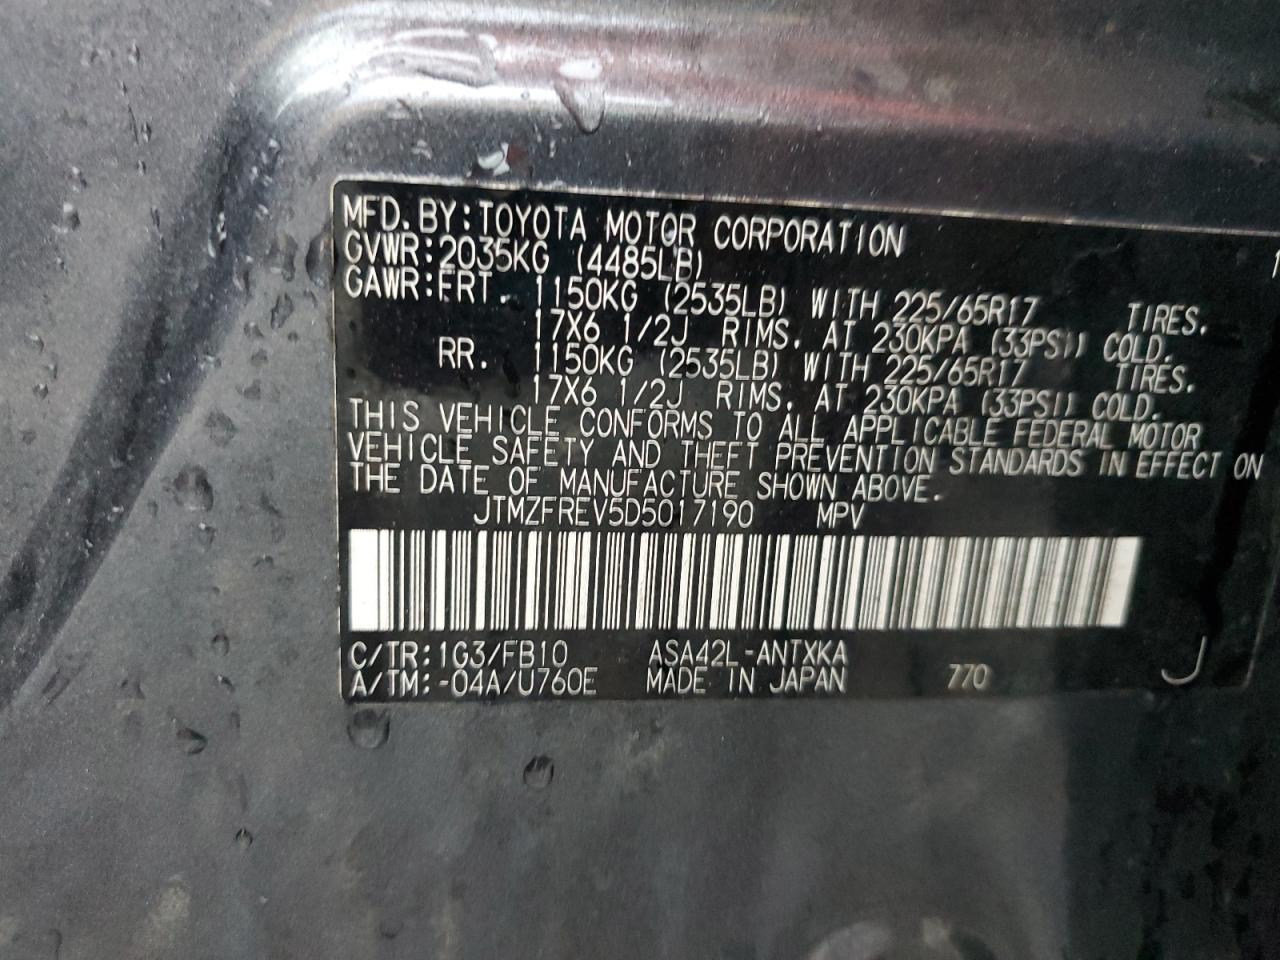 MFD. BY: TOYOTA MOTOR CORPORATION
GVWR: 2035KG (4485LB) 1
GAWR: FRT. 1150KG (2535LB) WITH 225/65R17 TIRES.
17X6 1/2J RIMS. AT 230KPA (33PSI) COLD.
RR. 1150KG (2535LB) WITH 225/65R17 TIRES.
17X6 1/2J RIMS. AT 230KPA (33PSI) COLD.
THIS VEHICLE CONFORMS TO ALL APPLICABLE FEDERAL MOTOR
VEHICLE SAFETY AND THEFT PREVENTION STANDARDS IN EFFECT ON
THE DATE OF MANUFACTURE SHOWN ABOVE.
JTMZFREV5D5017190 MPV
C/TR: 1G3/FB10 ASA42L-ANTXKA
A/TM: -04A/U760E MADE IN JAPAN 770 J